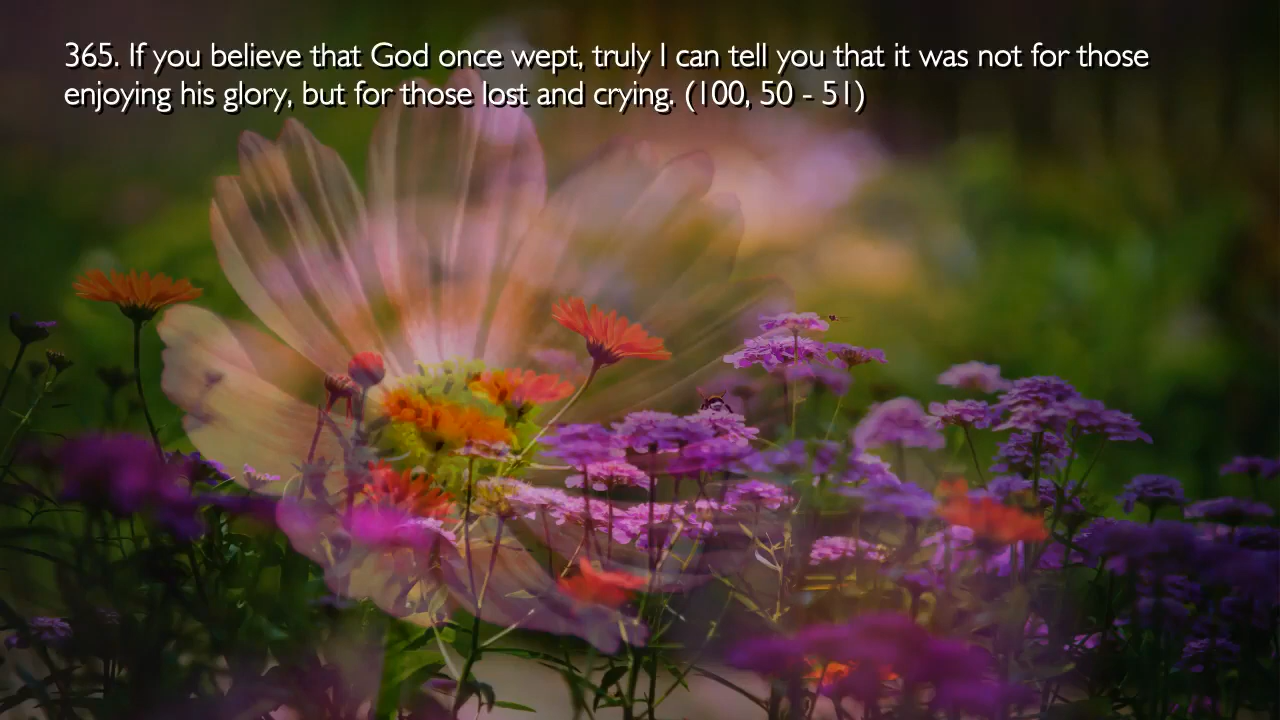 365. If you believe that God once wept, truly I can tell you that it was not for those
enjoying his glory, but for those lost and crying. (100, 50 - 51)